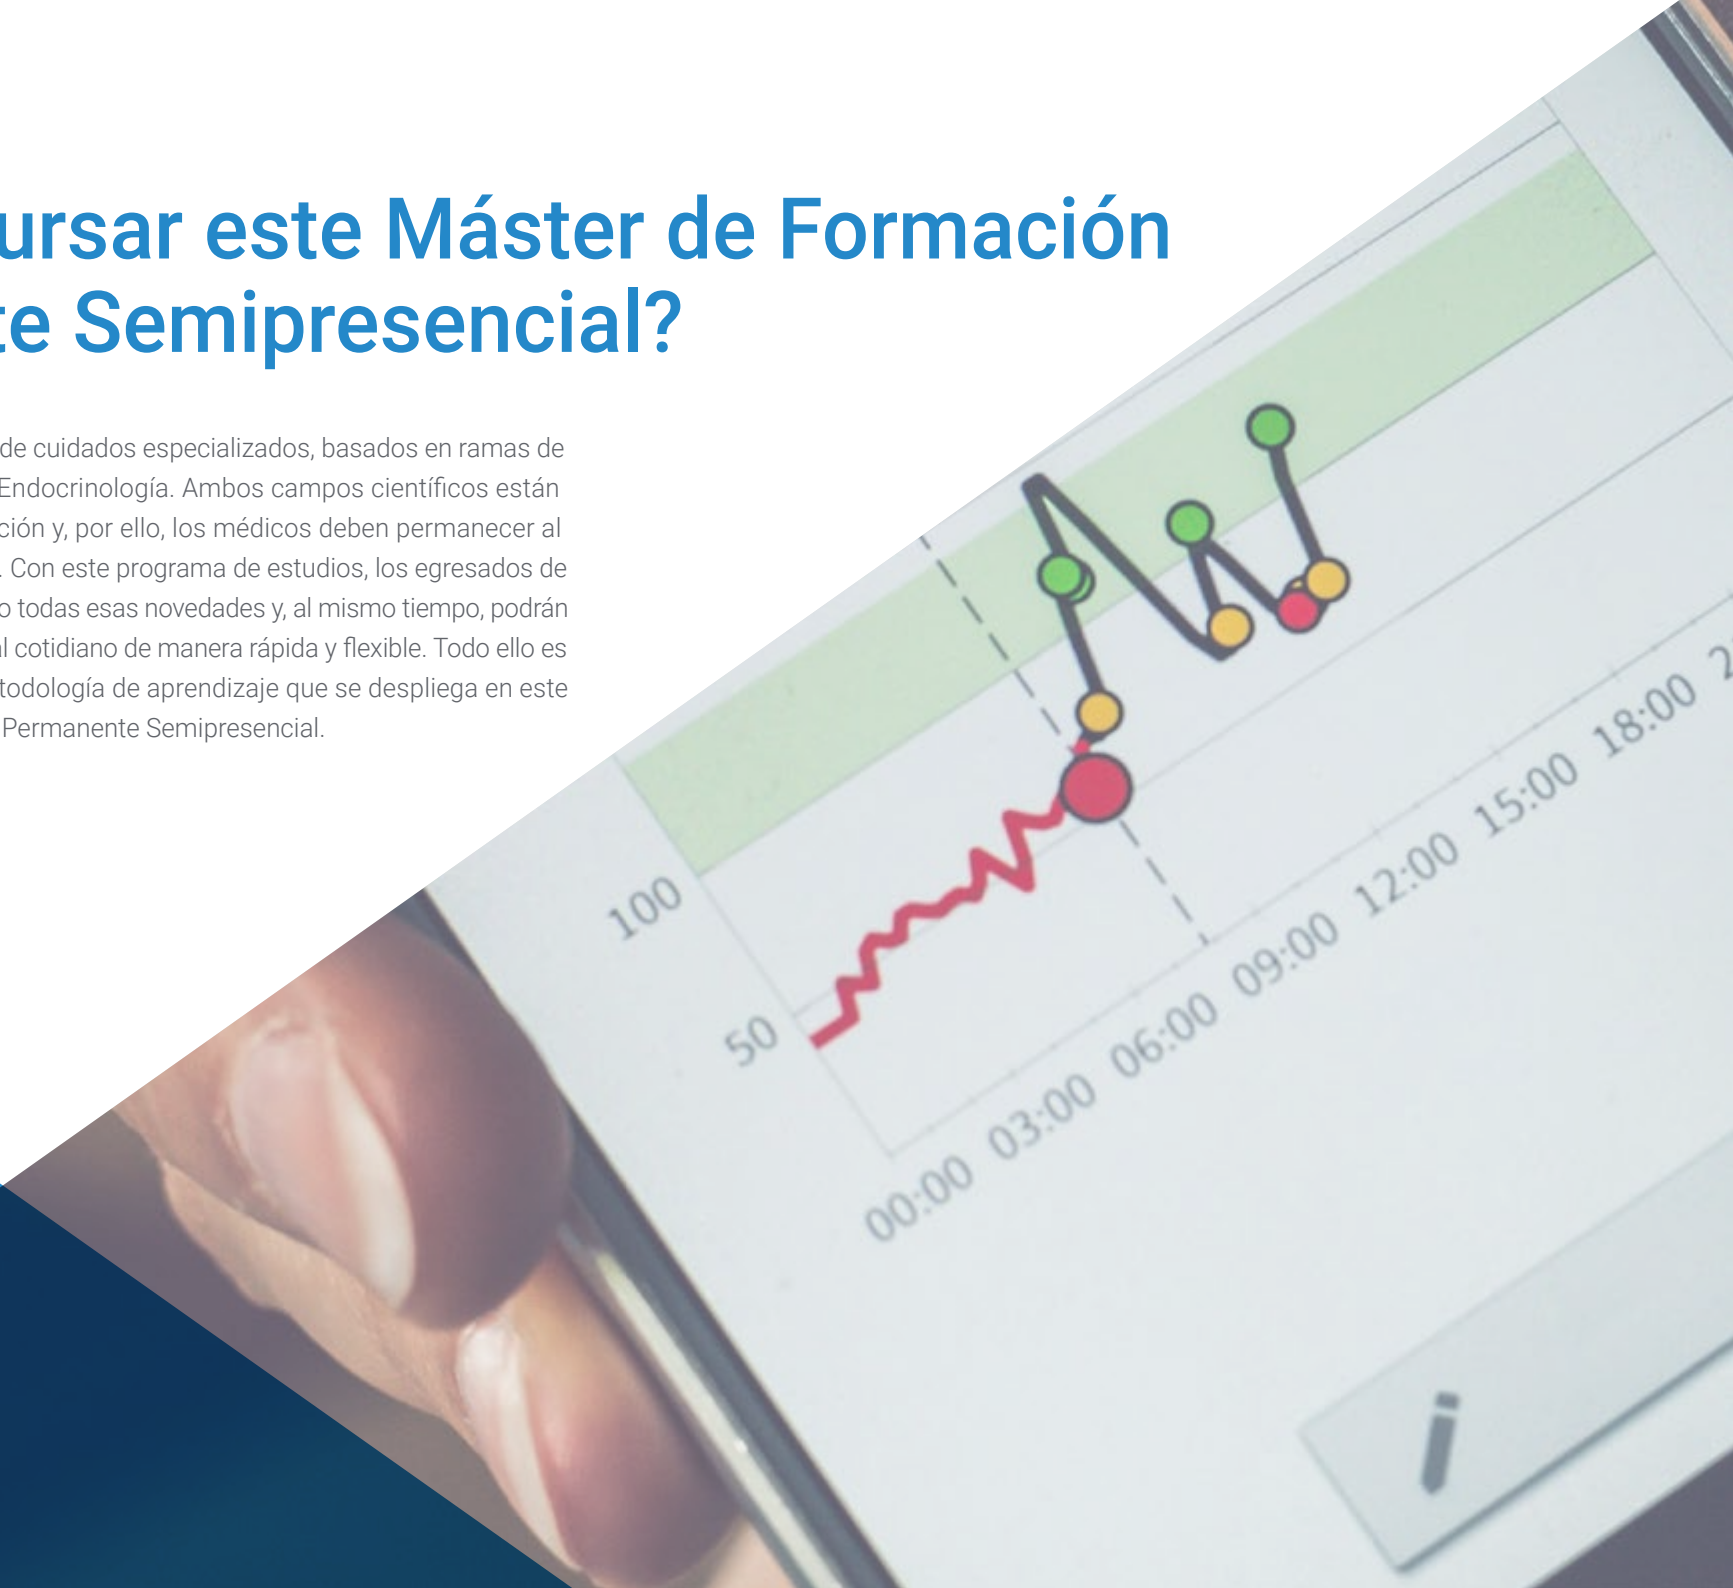 ursar este Máster de Formación
te Semipresencial?
de cuidados especializados, basados en ramas de
Endocrinología. Ambos campos científicos están
ción y, por ello, los médicos deben permanecer al
. Con este programa de estudios, los egresados de
o todas esas novedades y, al mismo tiempo, podrán
al cotidiano de manera rápida y flexible. Todo ello es
todología de aprendizaje que se despliega en este
Permanente Semipresencial.
100
50
00:00 03:00 06:00 09:00 12:00 15:00 18:00 2